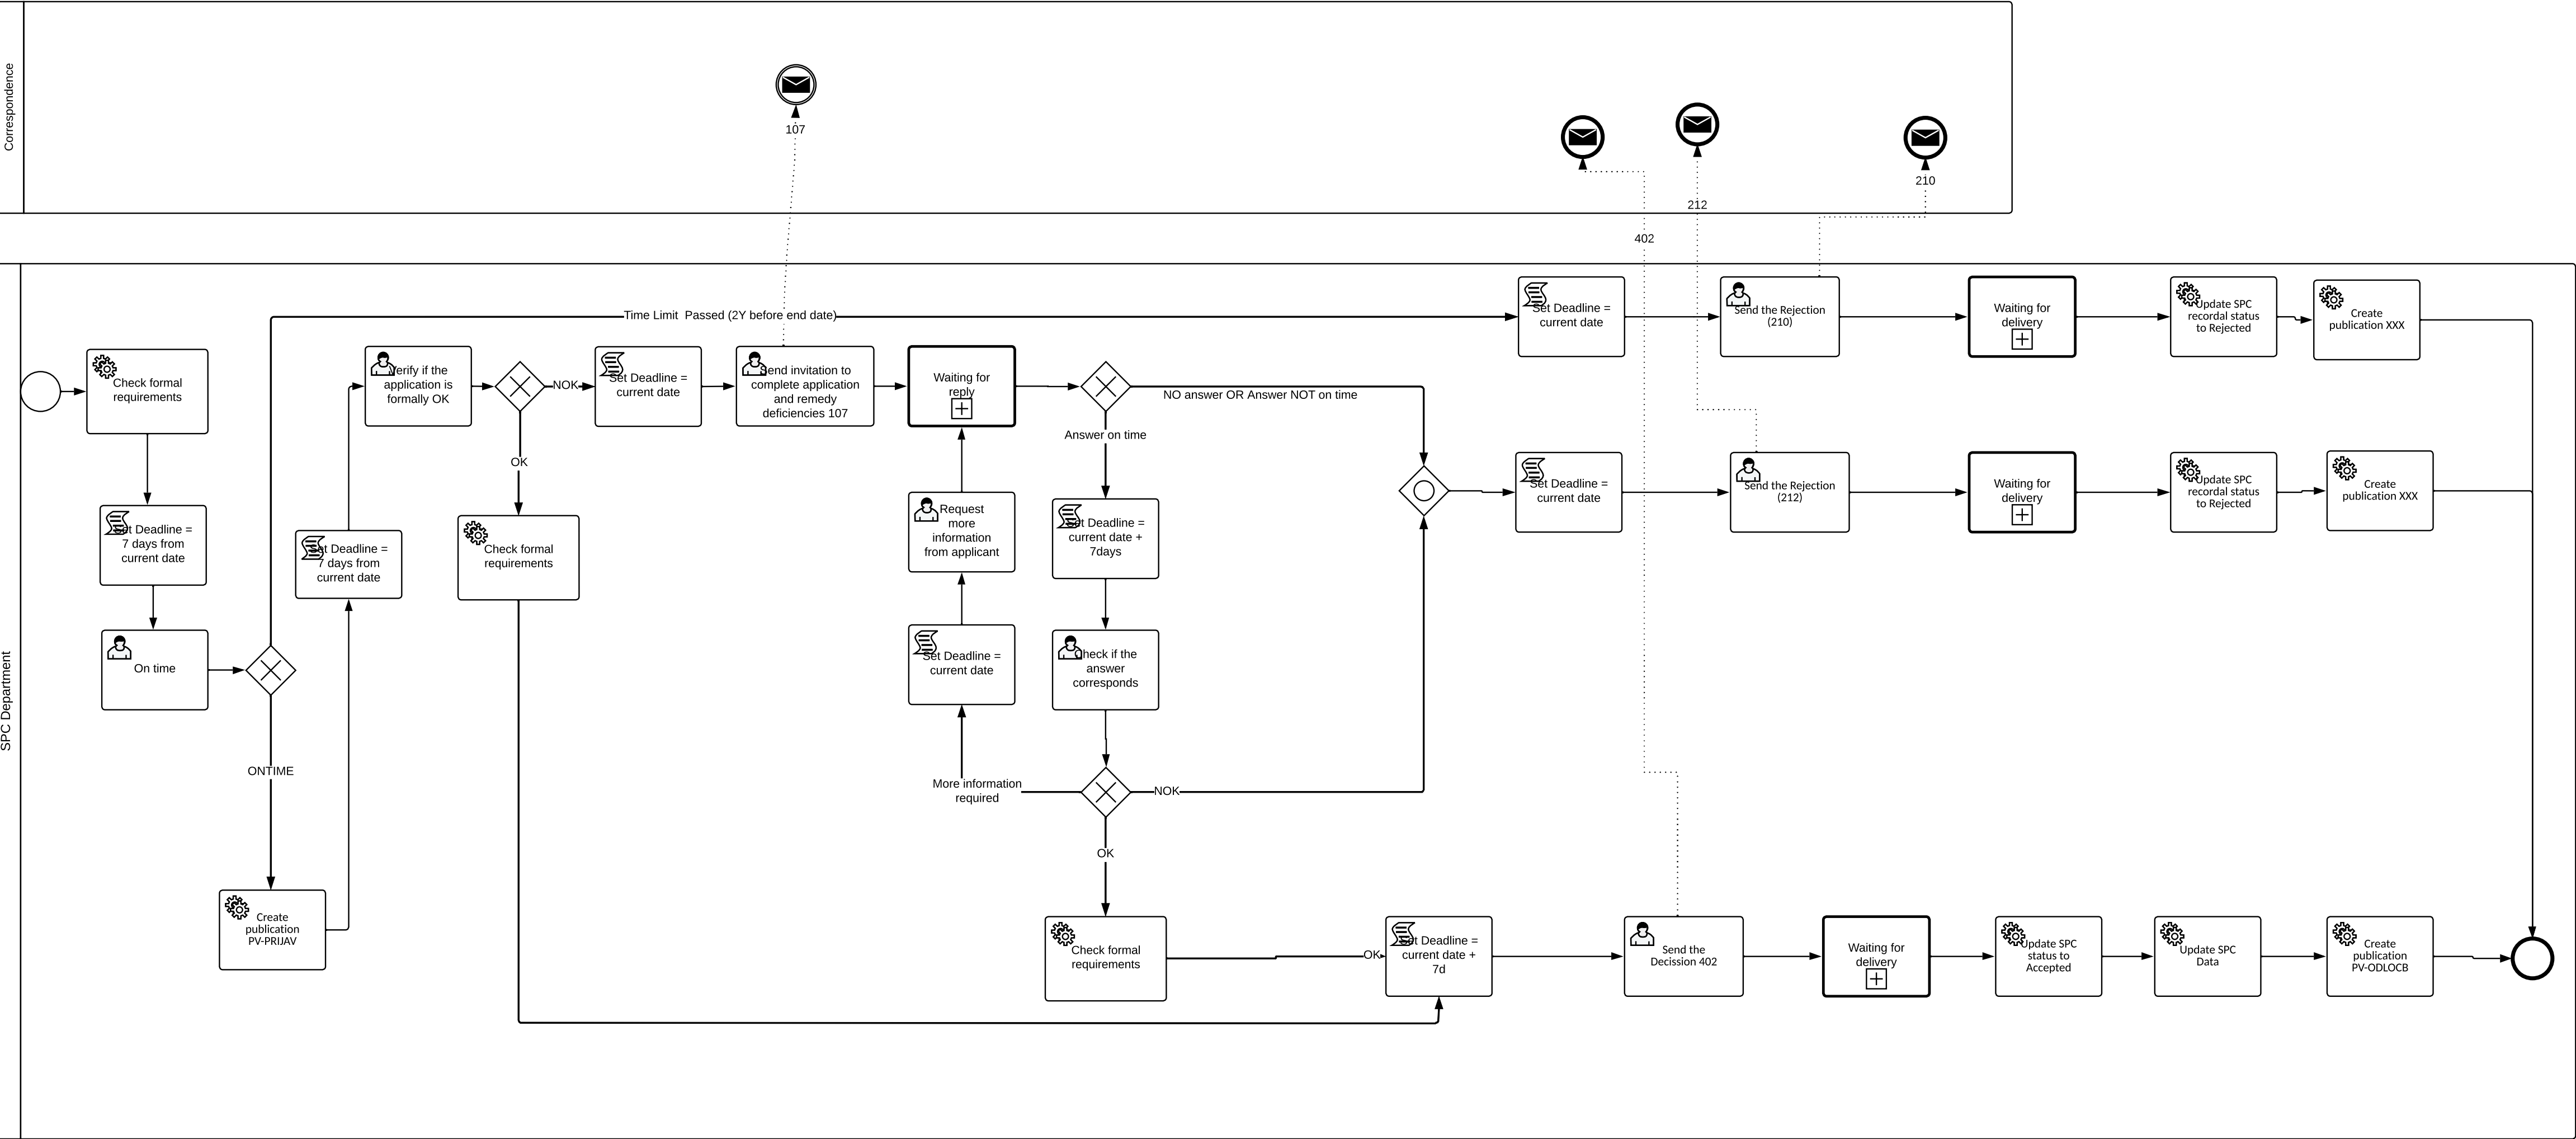 Correspondence
107
402
212
210
SPC Department
Time Limit  Passed (2Y before end date)
Set Deadline =
current date
Send the Rejection
(210)
Waiting for
delivery
Update SPC
recordal status
to Rejected
Create
publication XXX
Check formal
requirements
Verify if the
application is
formally OK
NOK
Set Deadline =
current date
Send invitation to
complete application
and remedy
deficiencies 107
Waiting for
reply
NO answer OR Answer NOT on time
Answer on time
OK
Set Deadline =
7 days from
current date
Set Deadline =
7 days from
current date
Check formal
requirements
Request
more
information
from applicant
Set Deadline =
current date +
7days
Set Deadline =
current date
Send the Rejection
(212)
Waiting for
delivery
Update SPC
recordal status
to Rejected
Create
publication XXX
On time
Set Deadline =
current date
Check if the
answer
corresponds
ONTIME
More information
required
NOK
OK
Create
publication
PV-PRIJAV
Check formal
requirements
OK
Set Deadline =
current date +
7d
Send the
Decission 402
Waiting for
delivery
Update SPC
status to
Accepted
Update SPC
Data
Create
publication
PV-ODLOCB